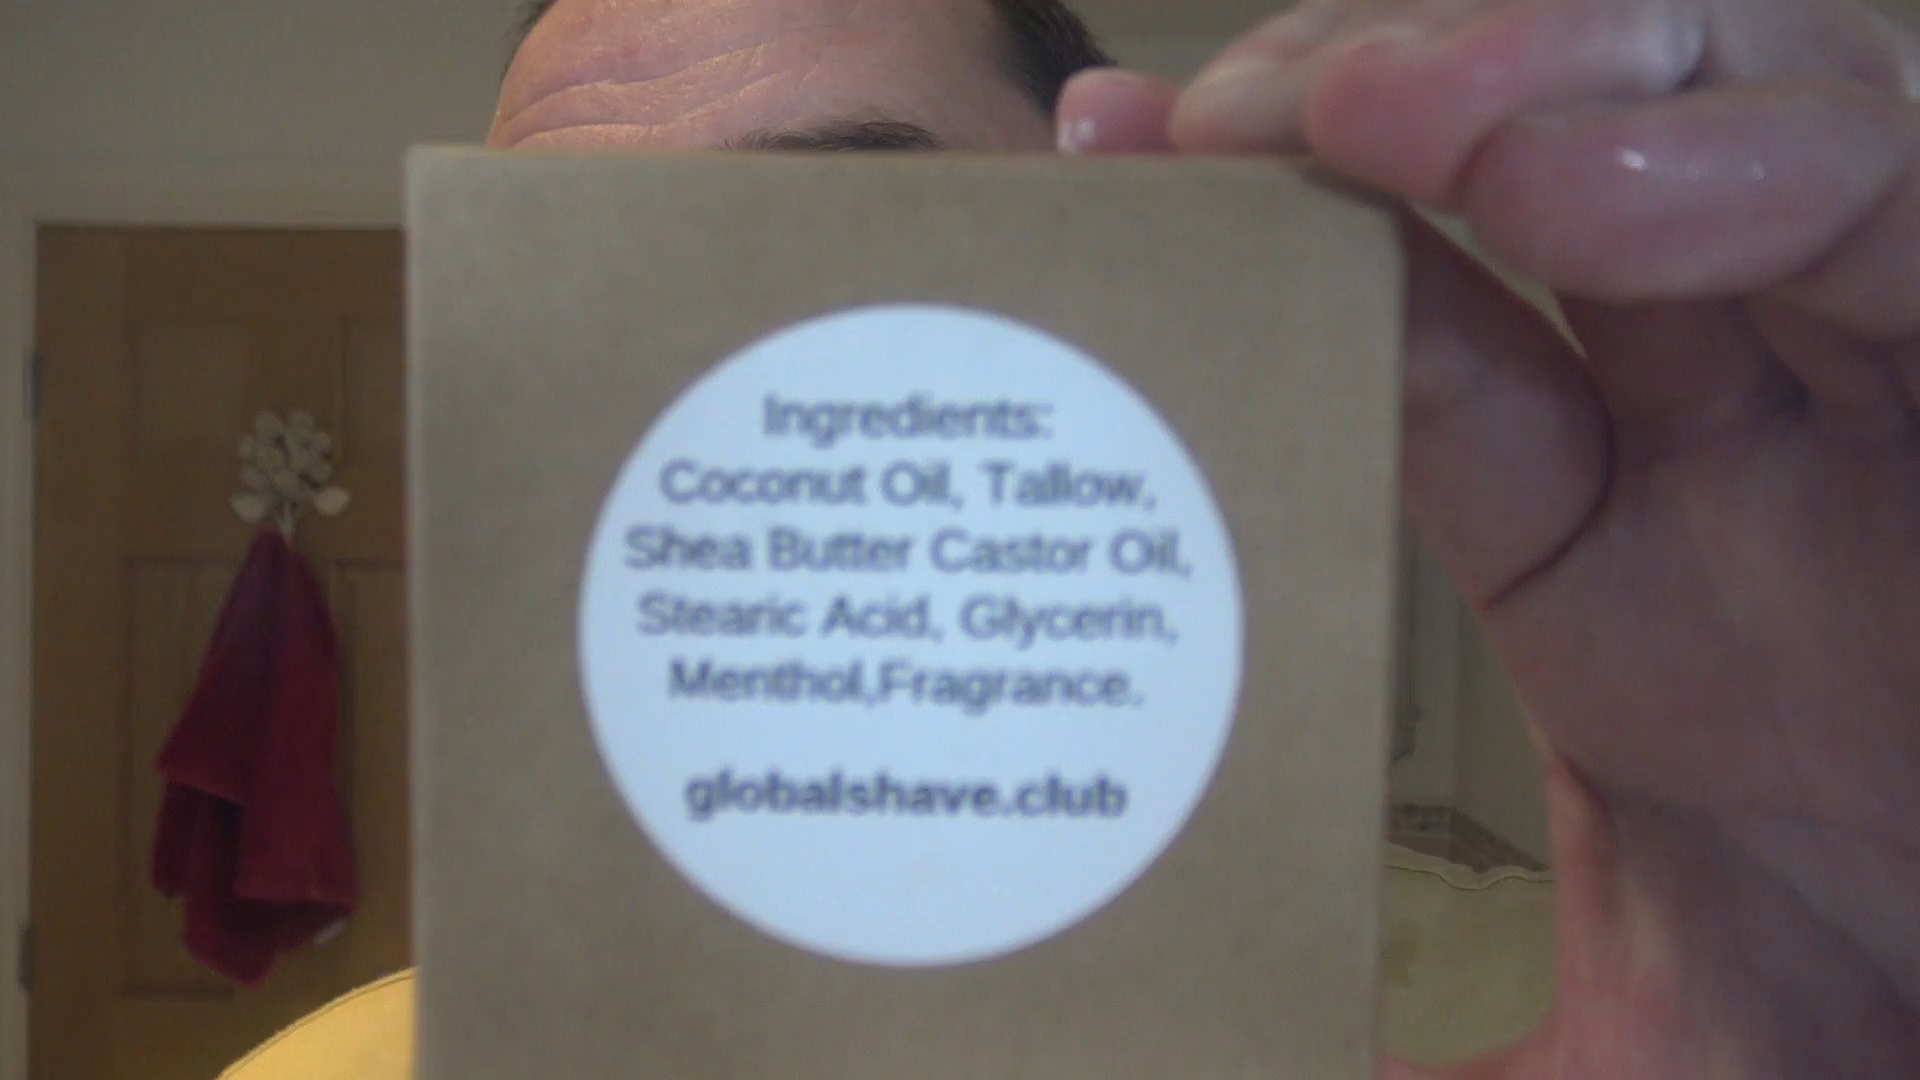 Ingredients:
Coconut Oil, Tallow,
Shea Butter Castor Oil,
Stearic Acid, Glycerin,
Menthol,Fragrance.
globalshave.club